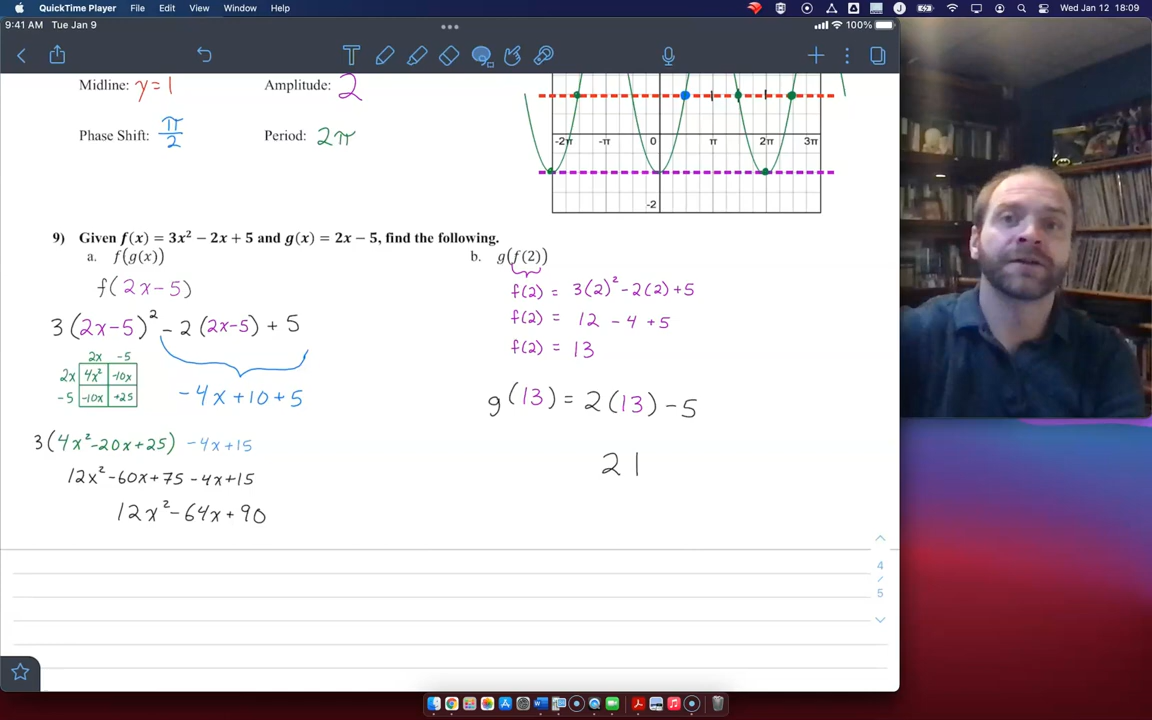 QuickTime Player File Edit View Window Help Wed Jan 12 18:09
9:41 AM Tue Jan 9 100%
Midline: y = 1 Amplitude: 2
Phase Shift: π/2 Period: 2π
-2π -π 0 π 2π 3π
-2
9) Given f(x) = 3x² − 2x + 5 and g(x) = 2x − 5, find the following.
a. f(g(x)) b. g(f(2))
f(2x-5)
3(2x-5)² - 2(2x-5) + 5
2x -5
2x 4x² -10x
-5 -10x +25
-4x+10+5
3(4x²-20x+25) -4x+15
12x²-60x+75-4x+15
12x²-64x+90
f(2) = 3(2)²-2(2)+5
f(2) = 12 -4 +5
f(2) = 13
g(13) = 2(13) -5
21
4
/
5